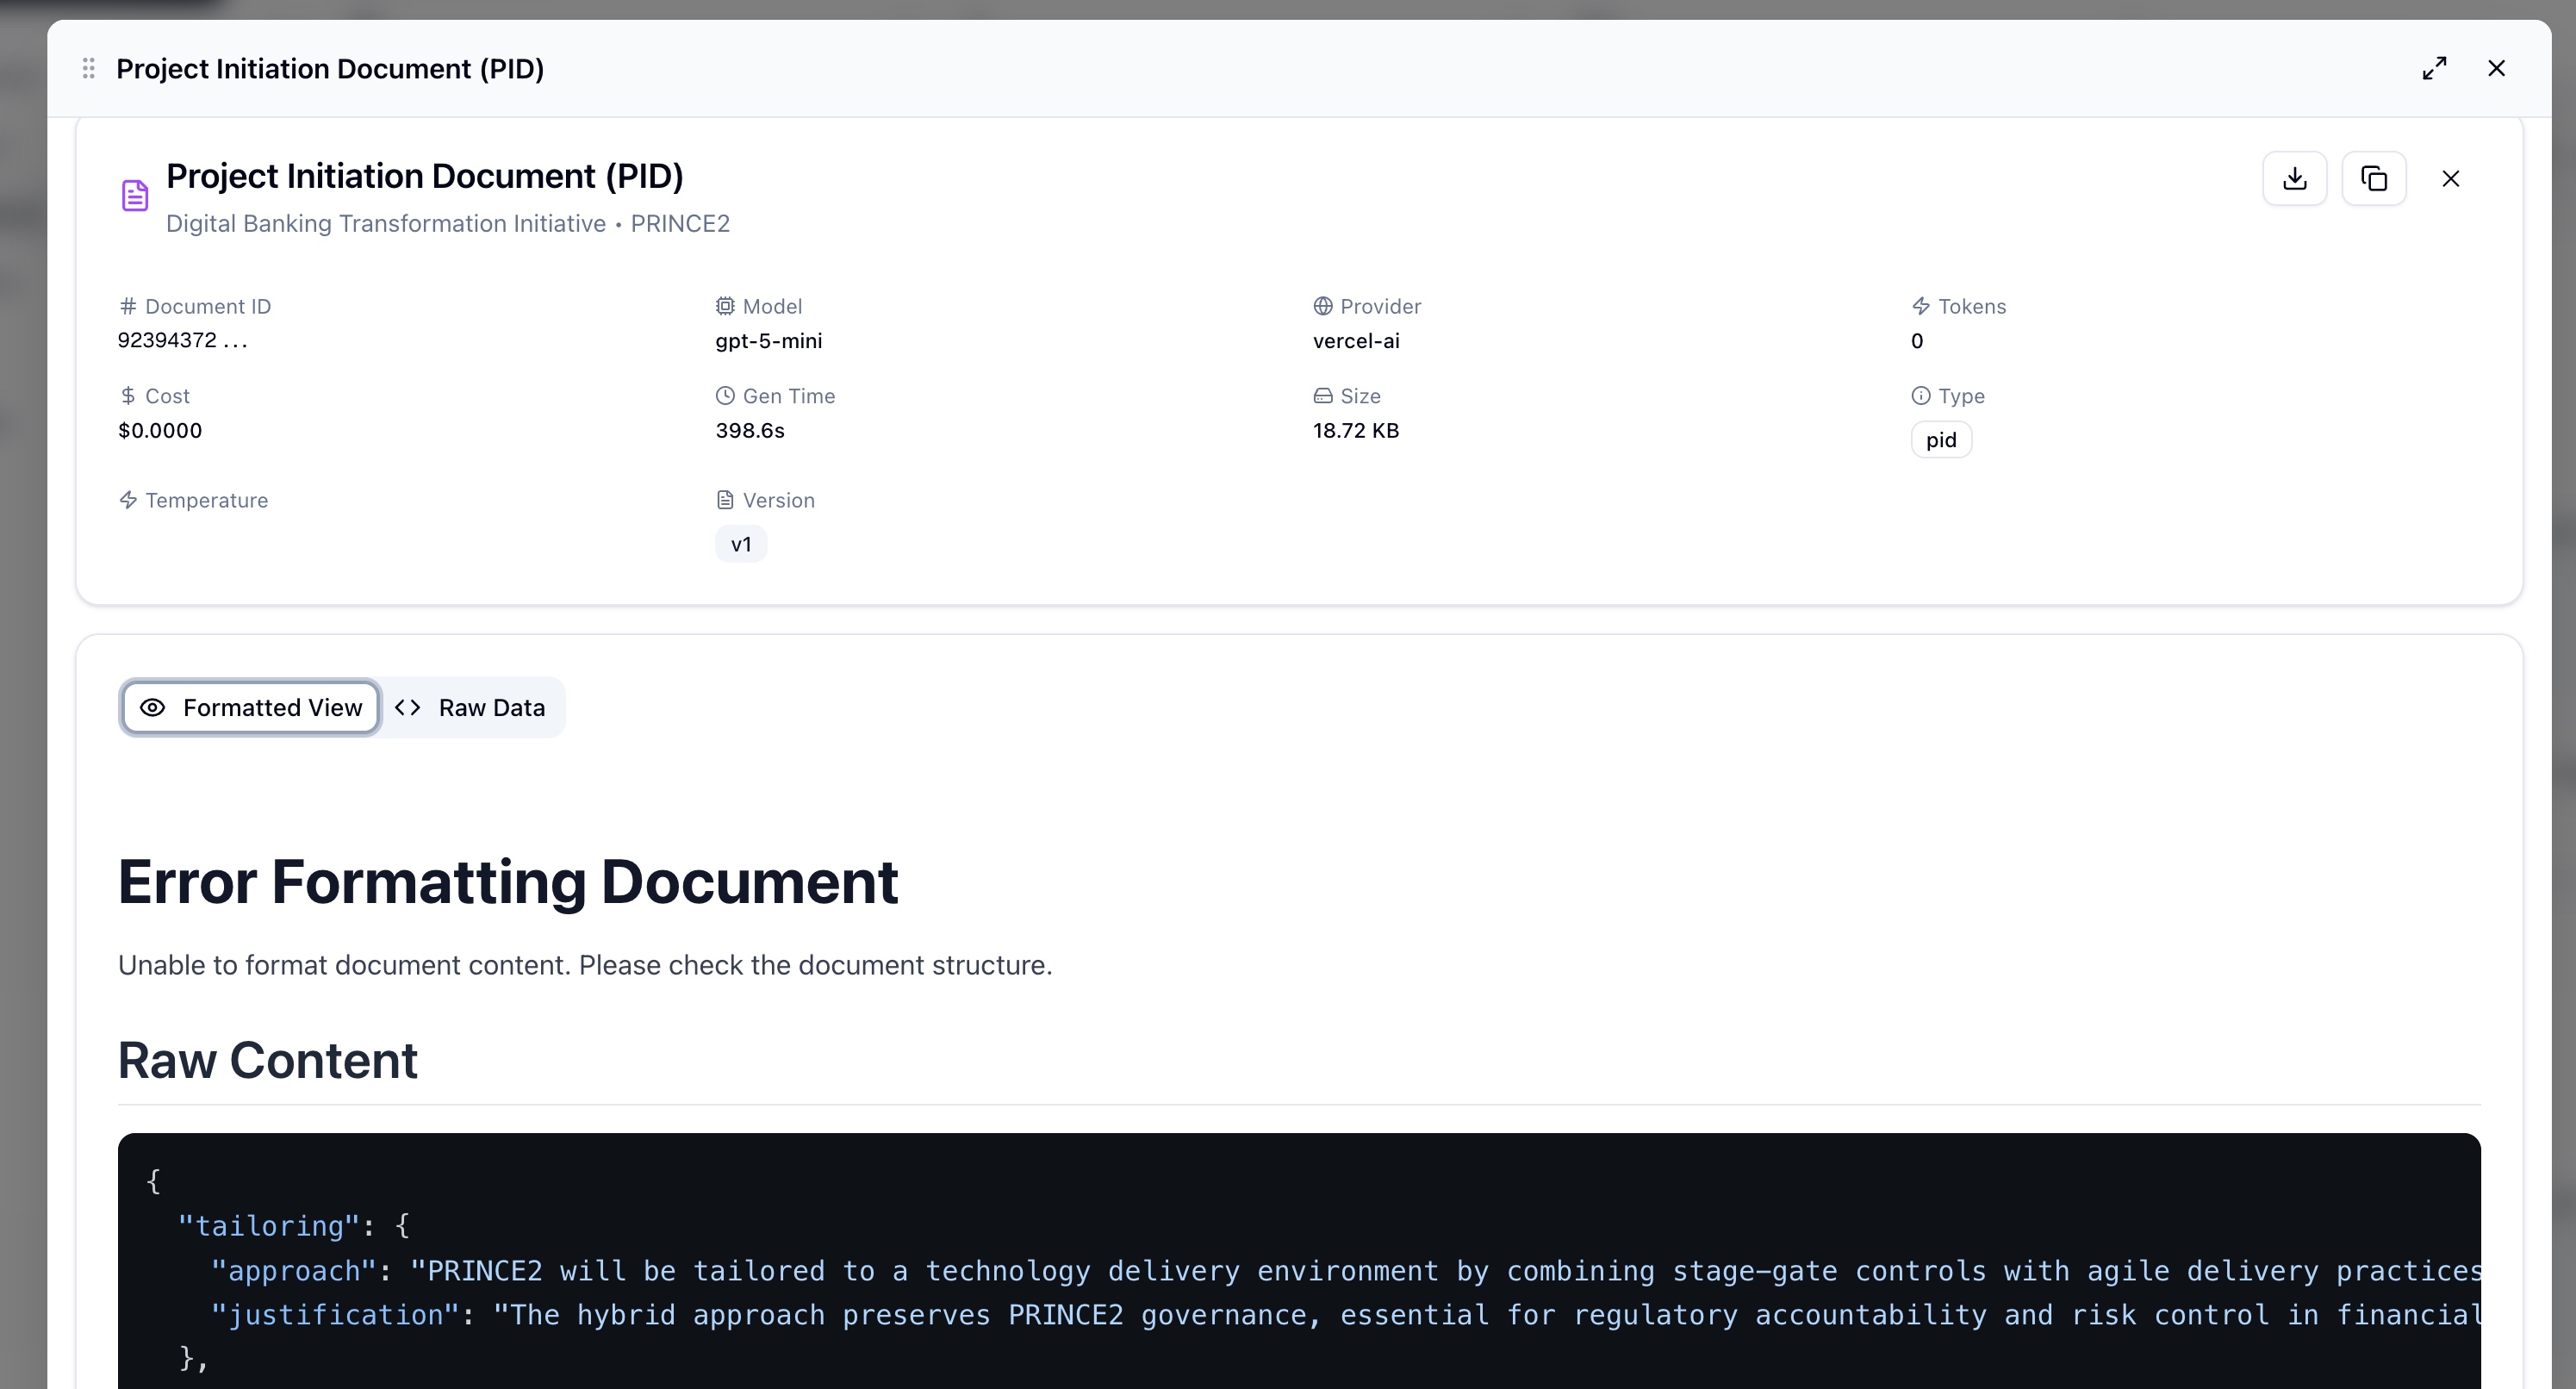 Project Initiation Document (PID)
Project Initiation Document (PID)
Digital Banking Transformation Initiative • PRINCE2
Document ID
92394372 ...
Model
gpt-5-mini
Provider
vercel-ai
Tokens
0
Cost
$0.0000
Gen Time
398.6s
Size
18.72 KB
Type
pid
Temperature
Version
v1
Formatted View
Raw Data
Error Formatting Document
Unable to format document content. Please check the document structure.
Raw Content
{
"tailoring": {
"approach": "PRINCE2 will be tailored to a technology delivery environment by combining stage-gate controls with agile delivery practices
"justification": "The hybrid approach preserves PRINCE2 governance, essential for regulatory accountability and risk control in financial
},